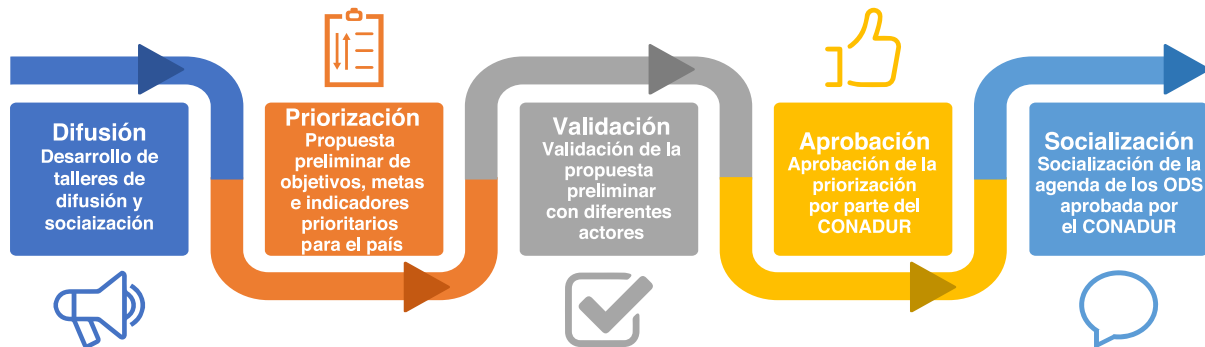 Difusión
Desarrollo de
talleres de
difusión y
sociaización
Priorización
Propuesta
preliminar de
objetivos, metas
e indicadores
prioritarios
para el país
Validación
Validación de la
propuesta
preliminar
con diferentes
actores
Aprobación
Aprobación de la
priorización
por parte del
CONADUR
Socialización
Socialización de la
agenda de los ODS
aprobada por
el CONADUR